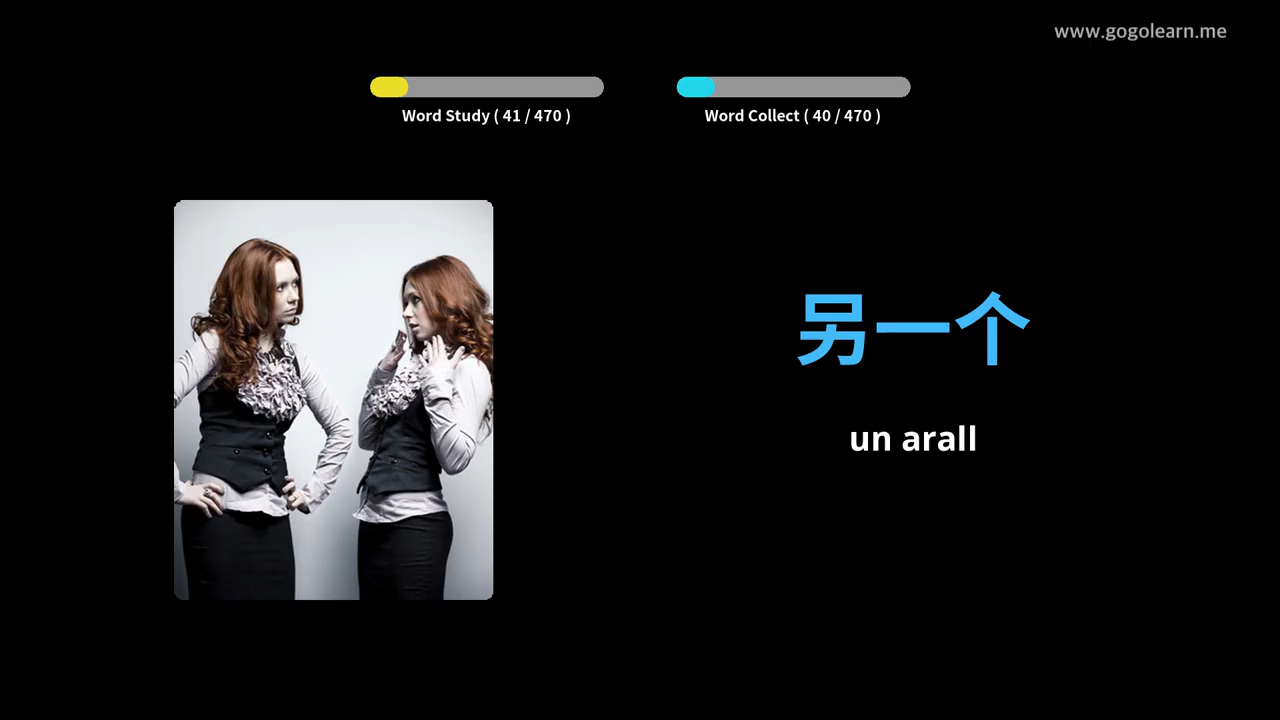 www.gogolearn.me
Word Study ( 41 / 470 )
Word Collect ( 40 / 470 )
另一个
un arall